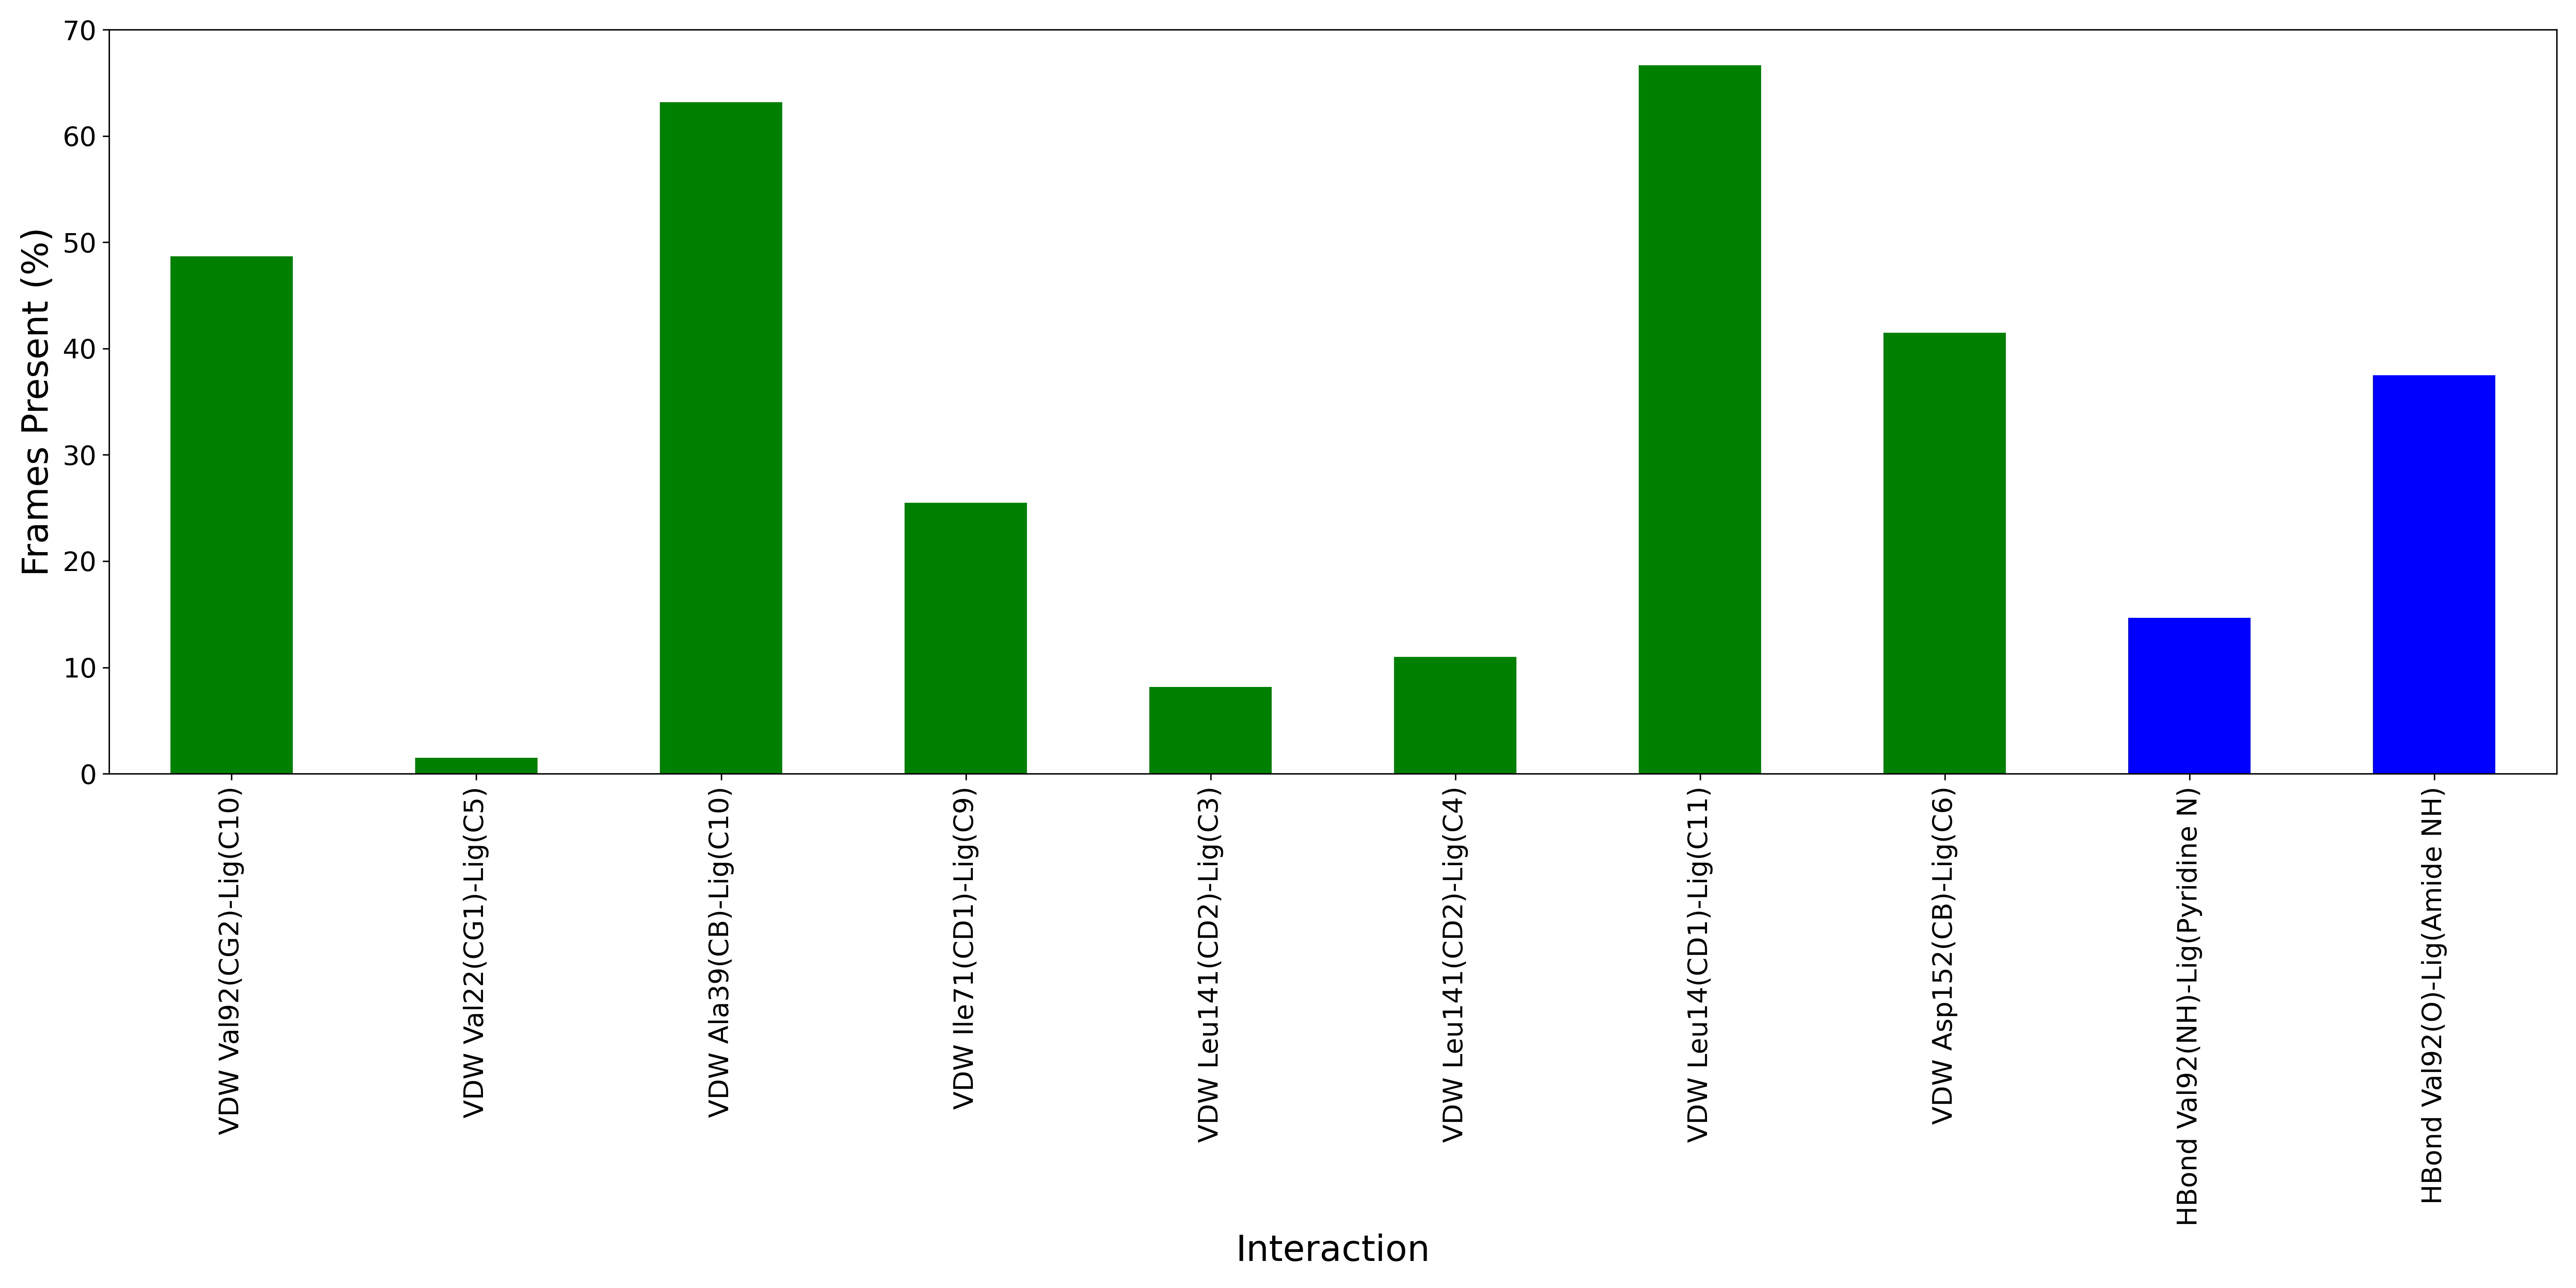 Frames Present (%)
70
60
50
40
30
20
10
0
VDW Val92(CG2)-Lig(C10)
VDW Val22(CG1)-Lig(C5)
VDW Ala39(CB)-Lig(C10)
VDW Ile71(CD1)-Lig(C9)
VDW Leu141(CD2)-Lig(C3)
VDW Leu141(CD2)-Lig(C4)
VDW Leu14(CD1)-Lig(C11)
VDW Asp152(CB)-Lig(C6)
HBond Val92(NH)-Lig(Pyridine N)
HBond Val92(O)-Lig(Amide NH)
Interaction